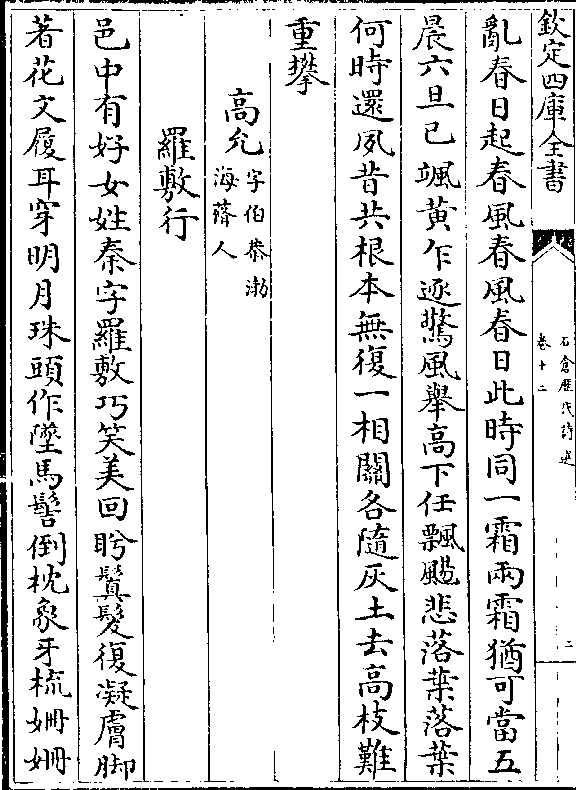 欽定四庫全書
石倉歷代詩選
卷十二
二
亂春日起春風春風春日此時同一霜兩霜猶可當五
晨六旦已颯黃乍逐驚風舉高下任飄颺悲落葉落葉
何時還夙昔共根本無復一相關各隨灰土去高枝難
重攀
高允字伯恭渤海蓨人
羅敷行
邑中有好女姓秦字羅敷巧笑美回盻鬒髮復凝膚脚
著花文履耳穿明月珠頭作墮馬髻倒枕象牙梳姍姍